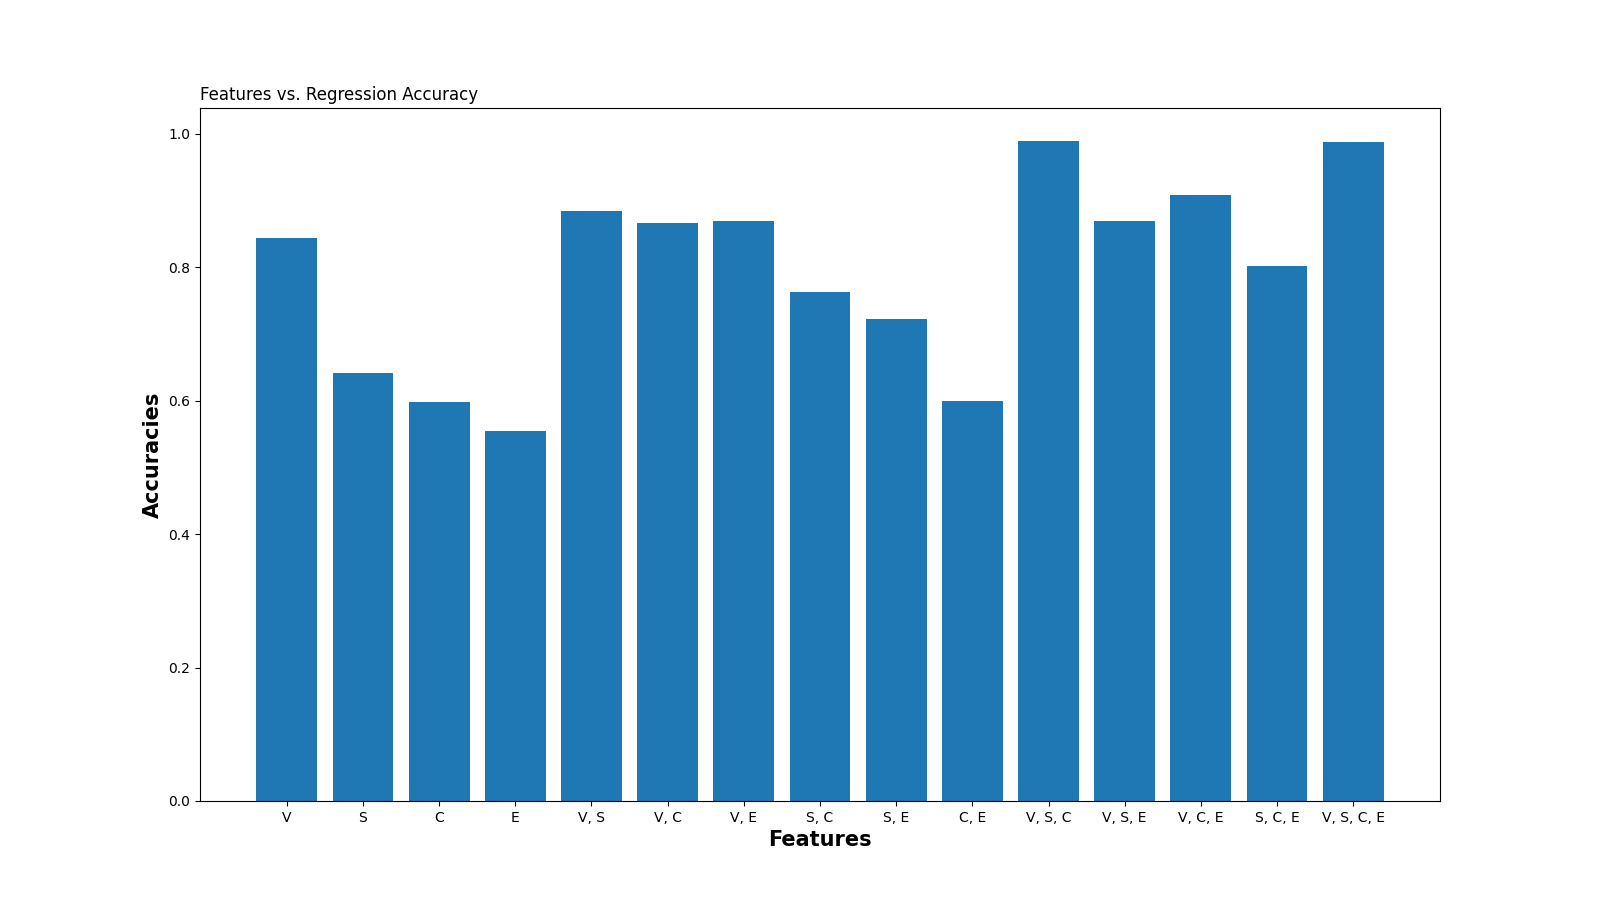 Features vs. Regression Accuracy
1.0
0.8
0.6
0.4
0.2
0.0
Accuracies
V S C E V, S V, C V, E S, C S, E C, E V, S, C V, S, E V, C, E S, C, E V, S, C, E
Features